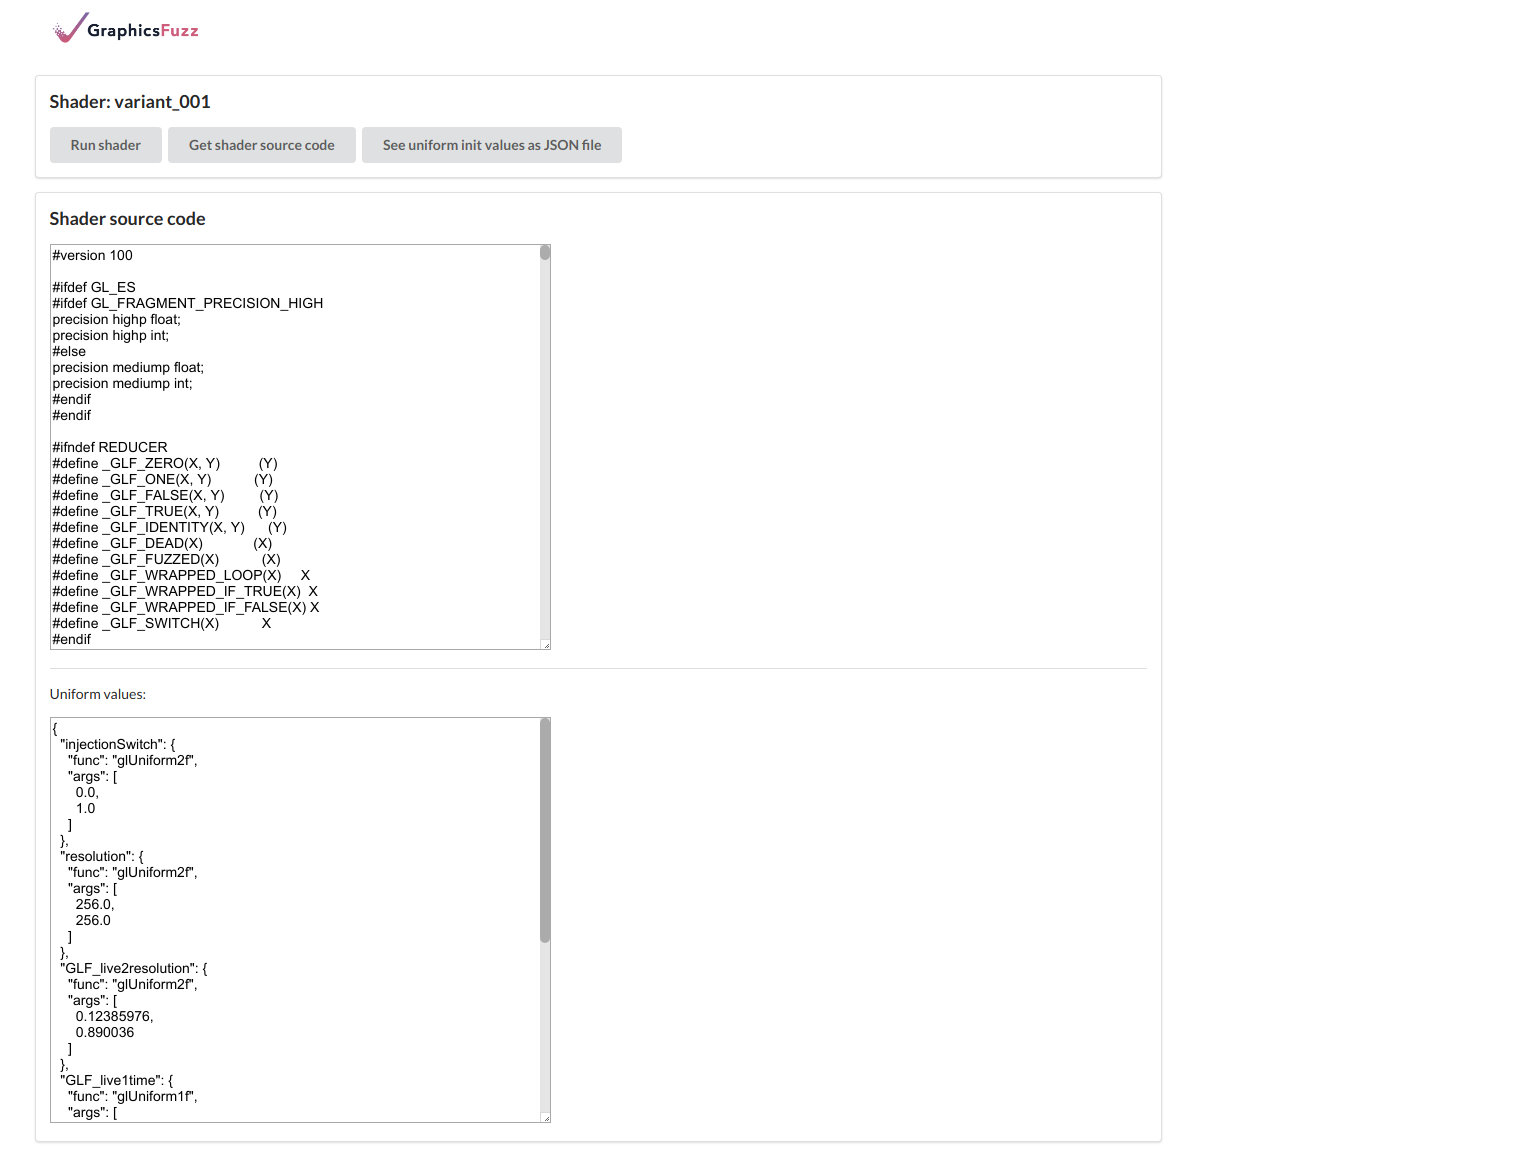 GraphicsFuzz
Shader: variant_001
Run shader
Get shader source code
See uniform init values as JSON file
Shader source code
#version 100
#ifdef GL_ES
#ifdef GL_FRAGMENT_PRECISION_HIGH
precision highp float;
precision highp int;
#else
precision mediump float;
precision mediump int;
#endif
#endif
#ifndef REDUCER
#define _GLF_ZERO(X, Y)          (Y)
#define _GLF_ONE(X, Y)           (Y)
#define _GLF_FALSE(X, Y)         (Y)
#define _GLF_TRUE(X, Y)          (Y)
#define _GLF_IDENTITY(X, Y)      (Y)
#define _GLF_DEAD(X)             (X)
#define _GLF_FUZZED(X)           (X)
#define _GLF_WRAPPED_LOOP(X)     X
#define _GLF_WRAPPED_IF_TRUE(X)  X
#define _GLF_WRAPPED_IF_FALSE(X) X
#define _GLF_SWITCH(X)           X
#endif
Uniform values:
{
  "injectionSwitch": {
    "func": "glUniform2f",
    "args": [
      0.0,
      1.0
    ]
  },
  "resolution": {
    "func": "glUniform2f",
    "args": [
      256.0,
      256.0
    ]
  },
  "GLF_live2resolution": {
    "func": "glUniform2f",
    "args": [
      0.12385976,
      0.890036
    ]
  },
  "GLF_live1time": {
    "func": "glUniform1f",
    "args": [